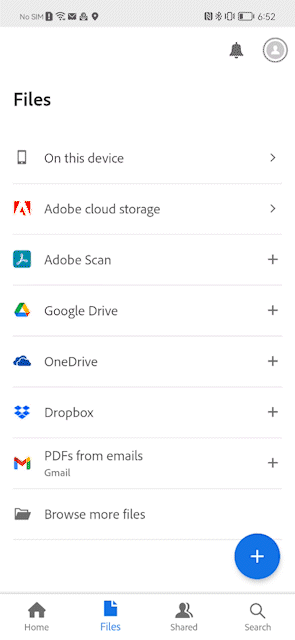 No SIM
6:52
Files
On this device
Adobe cloud storage
Adobe Scan
Google Drive
OneDrive
Dropbox
PDFs from emails
Gmail
Browse more files
Home
Files
Shared
Search